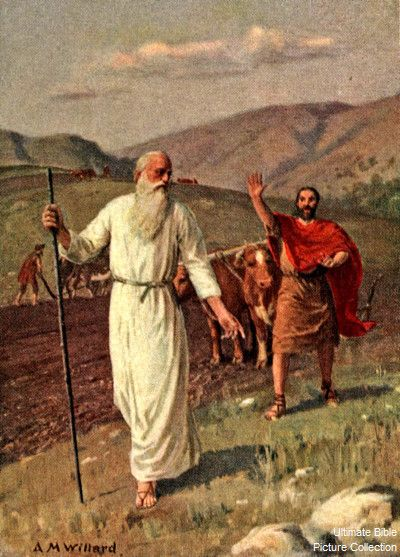 A M Willard
Ultimate Bible
Picture Collection